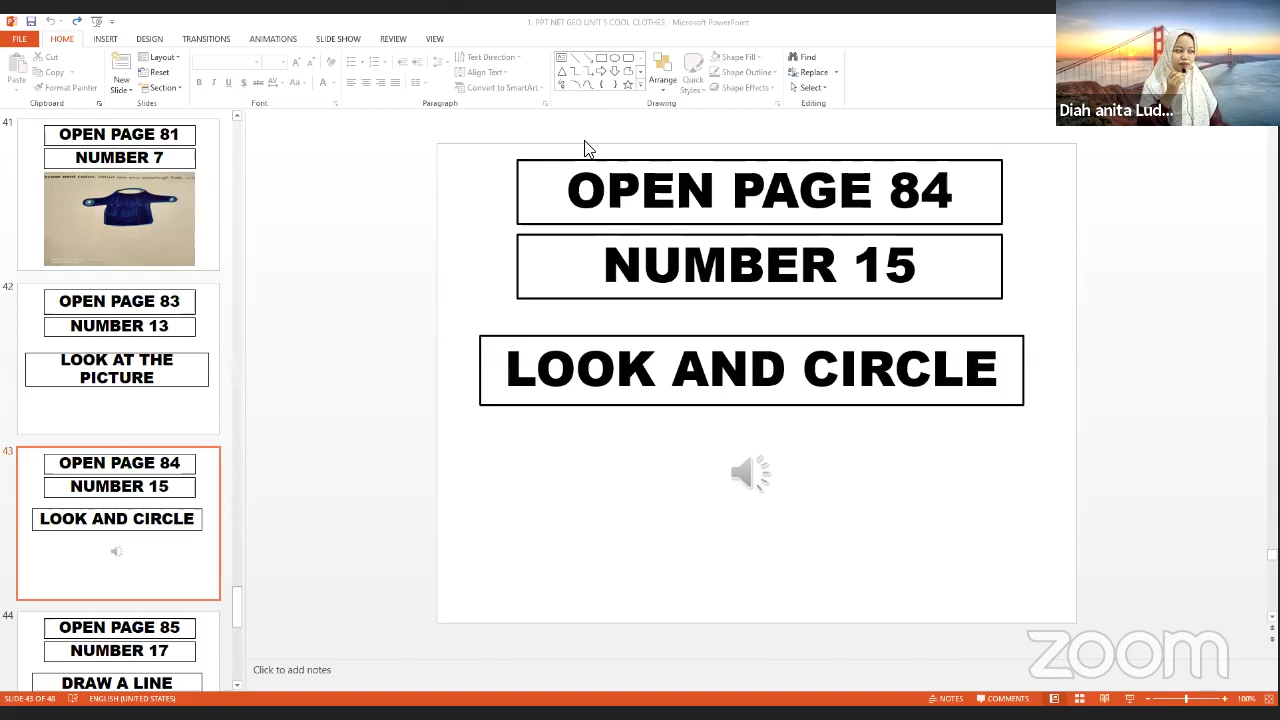 1. PPT NET GEO UNIT 5 COOL CLOTHES - Microsoft PowerPoint
FILE HOME INSERT DESIGN TRANSITIONS ANIMATIONS SLIDE SHOW REVIEW VIEW
Paste
Cut
Copy
Format Painter
Clipboard
New
Slide
Layout
Reset
Section
Slides
B I U S abc AV Aa A
Font
Text Direction
Align Text
Convert to SmartArt
Paragraph
Arrange
Quick
Styles
Shape Fill
Shape Outline
Shape Effects
Drawing
Find
Replace
Select
Editing
Diah anita Lud...
41
OPEN PAGE 81
NUMBER 7
42
OPEN PAGE 83
NUMBER 13
LOOK AT THE
PICTURE
43
OPEN PAGE 84
NUMBER 15
LOOK AND CIRCLE
44
OPEN PAGE 85
NUMBER 17
DRAW A LINE
OPEN PAGE 84
NUMBER 15
LOOK AND CIRCLE
zoom
Click to add notes
SLIDE 43 OF 48 ENGLISH (UNITED STATES) NOTES COMMENTS 100%